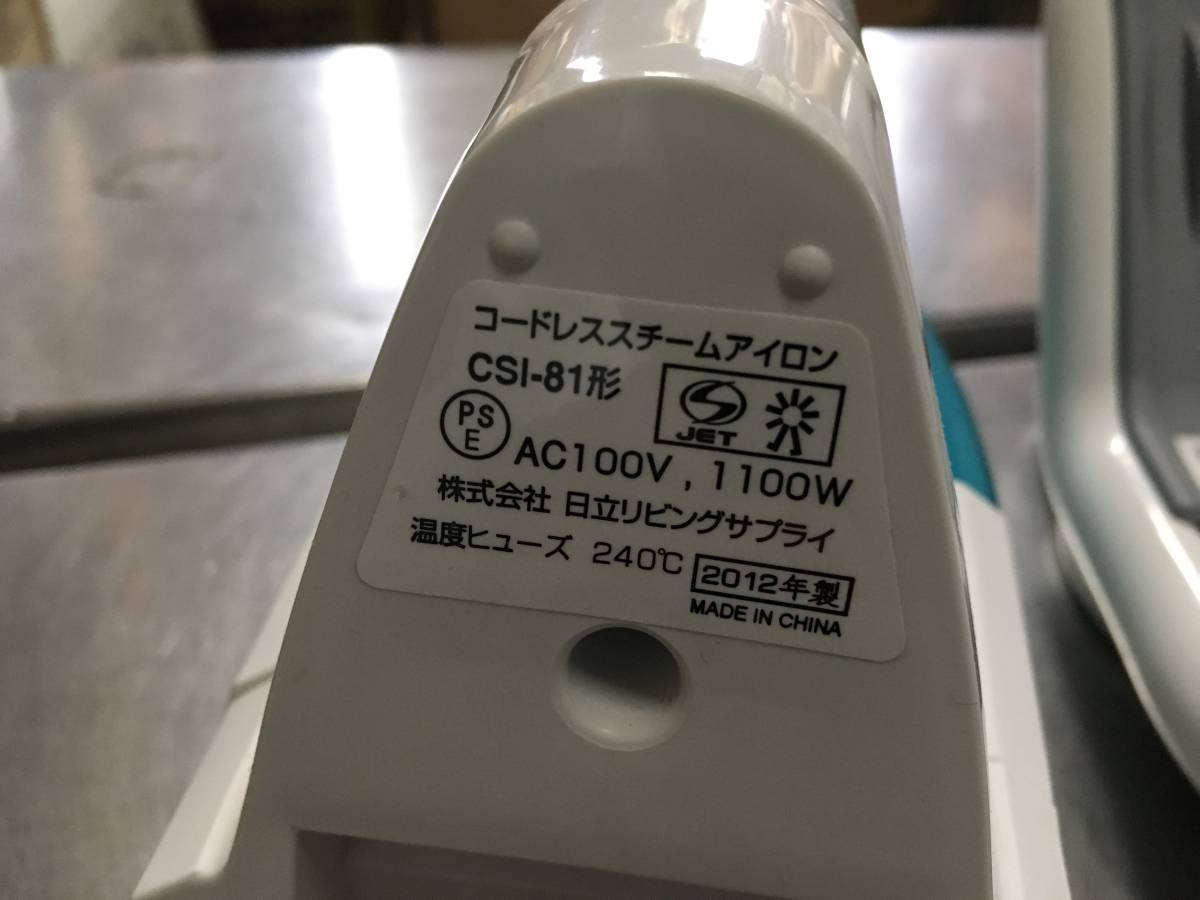 コードレススチームアイロン
CSI-81形
JET
PS
E
AC100V , 1100W
株式会社 日立リビングサプライ
温度ヒューズ 240℃ 2012年製
MADE IN CHINA